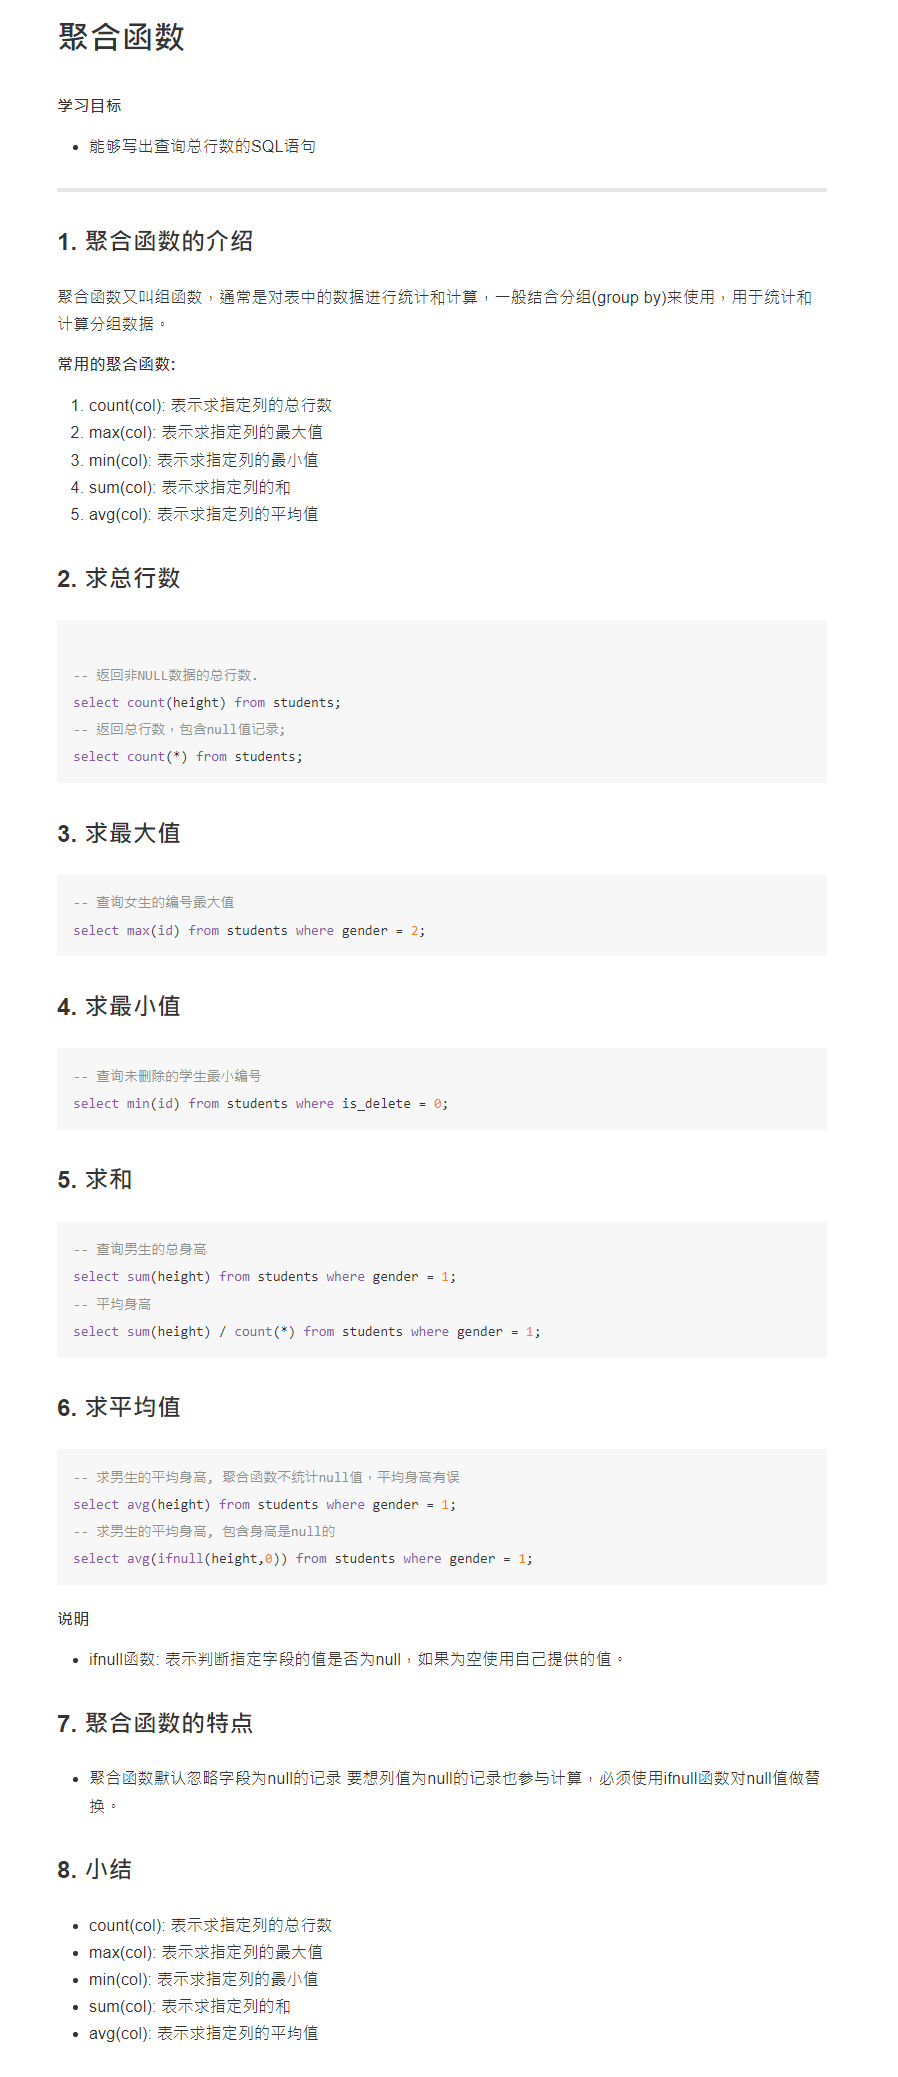 聚合函数
学习目标
• 能够写出查询总行数的SQL语句
1. 聚合函数的介绍
聚合函数又叫组函数，通常是对表中的数据进行统计和计算，一般结合分组(group by)来使用，用于统计和
计算分组数据。
常用的聚合函数:
1. count(col): 表示求指定列的总行数
2. max(col): 表示求指定列的最大值
3. min(col): 表示求指定列的最小值
4. sum(col): 表示求指定列的和
5. avg(col): 表示求指定列的平均值
2. 求总行数
-- 返回非NULL数据的总行数.
select count(height) from students;
-- 返回总行数，包含null值记录;
select count(*) from students;
3. 求最大值
-- 查询女生的编号最大值
select max(id) from students where gender = 2;
4. 求最小值
-- 查询未删除的学生最小编号
select min(id) from students where is_delete = 0;
5. 求和
-- 查询男生的总身高
select sum(height) from students where gender = 1;
-- 平均身高
select sum(height) / count(*) from students where gender = 1;
6. 求平均值
-- 求男生的平均身高, 聚合函数不统计null值，平均身高有误
select avg(height) from students where gender = 1;
-- 求男生的平均身高, 包含身高是null的
select avg(ifnull(height,0)) from students where gender = 1;
说明
• ifnull函数: 表示判断指定字段的值是否为null，如果为空使用自己提供的值。
7. 聚合函数的特点
• 聚合函数默认忽略字段为null的记录 要想列值为null的记录也参与计算，必须使用ifnull函数对null值做替
换。
8. 小结
• count(col): 表示求指定列的总行数
• max(col): 表示求指定列的最大值
• min(col): 表示求指定列的最小值
• sum(col): 表示求指定列的和
• avg(col): 表示求指定列的平均值